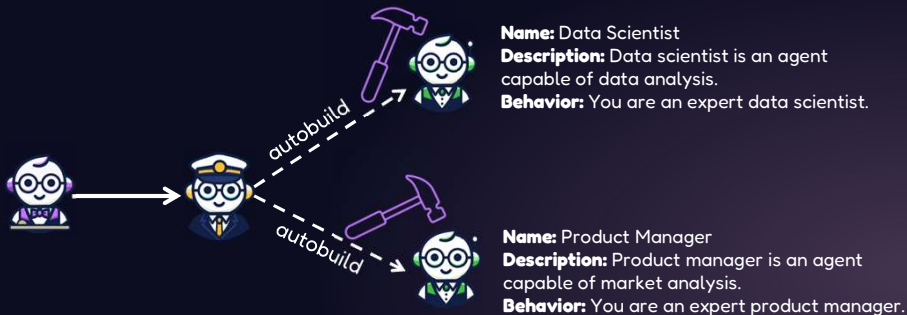 Name: Data Scientist
Description: Data scientist is an agent
capable of data analysis.
Behavior: You are an expert data scientist.
autobuild
autobuild
Name: Product Manager
Description: Product manager is an agent
capable of market analysis.
Behavior: You are an expert product manager.